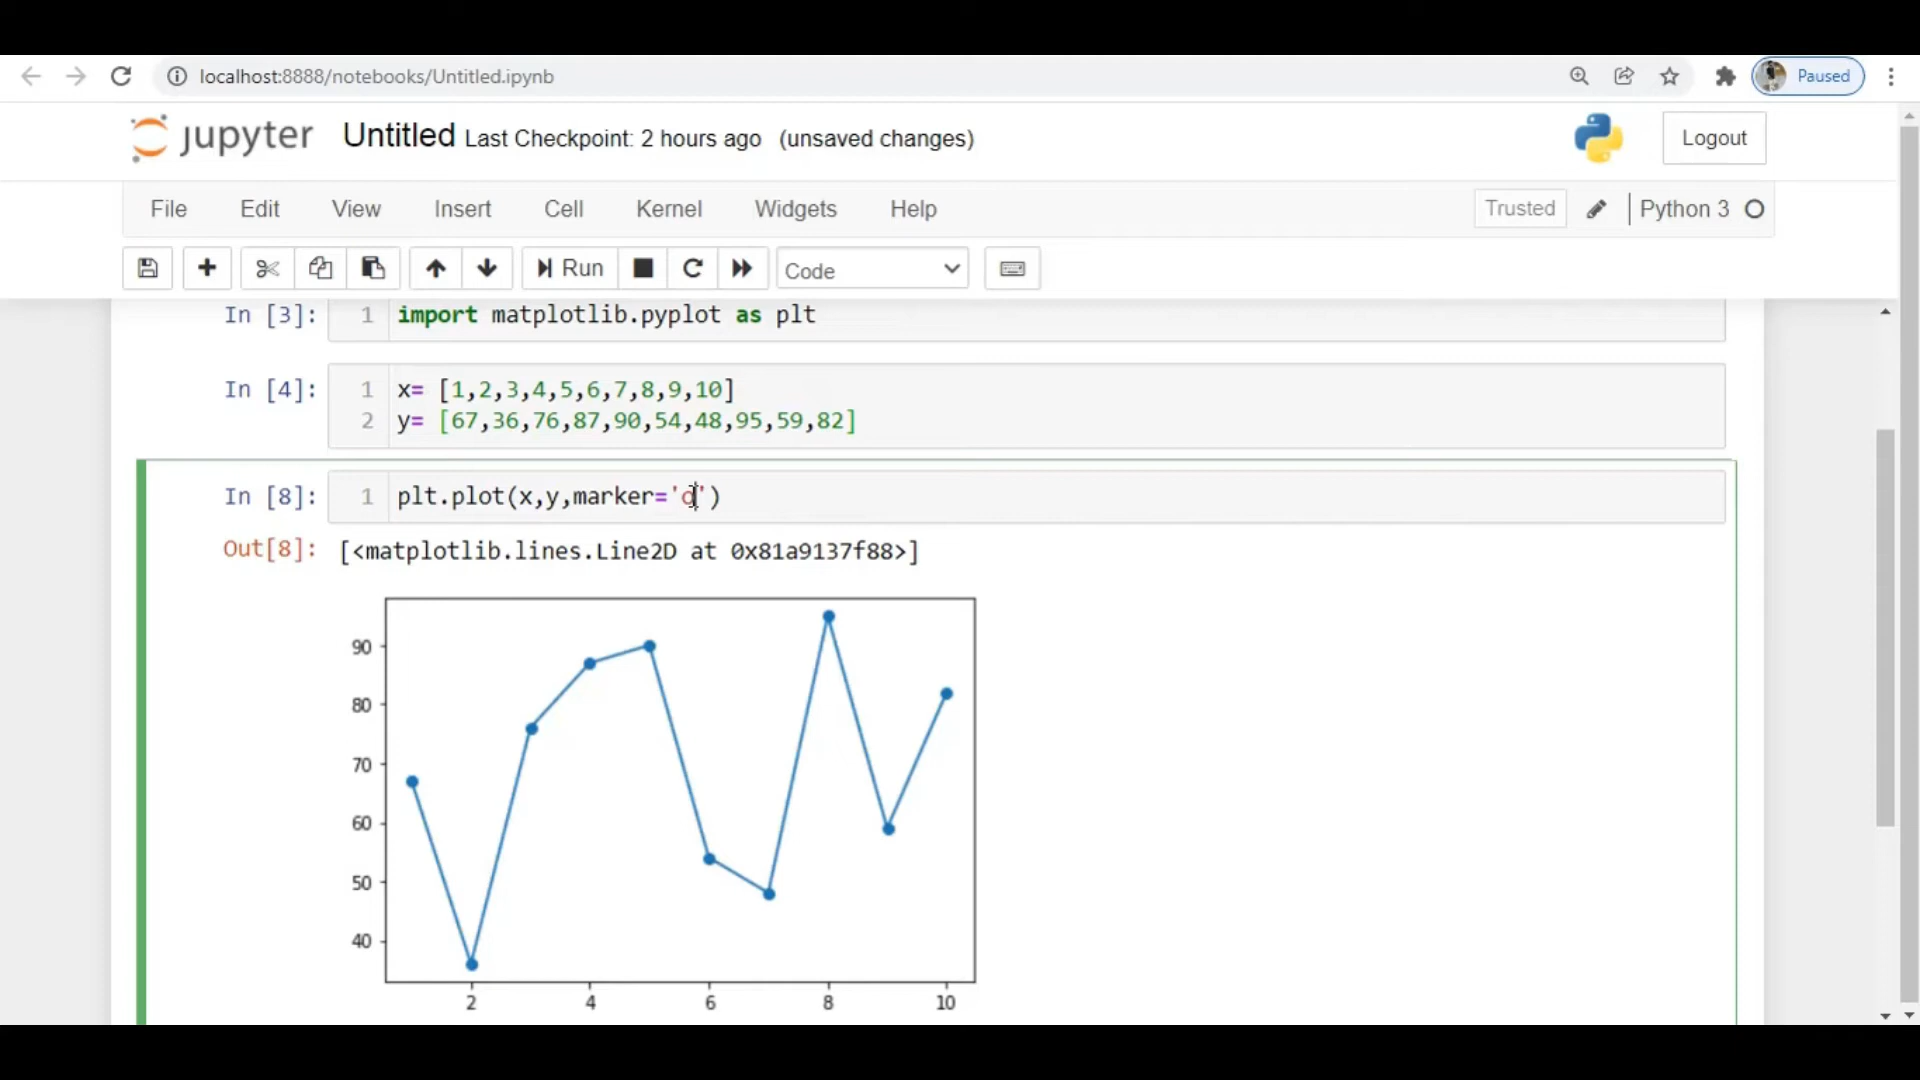 localhost:8888/notebooks/Untitled.ipynb
Paused
jupyter Untitled Last Checkpoint: 2 hours ago (unsaved changes)
Logout
File Edit View Insert Cell Kernel Widgets Help
Trusted
Python 3
Run
Code
In [3]: 1 import matplotlib.pyplot as plt
In [4]: 1 x= [1,2,3,4,5,6,7,8,9,10]
2 y= [67,36,76,87,90,54,48,95,59,82]
In [8]: 1 plt.plot(x,y,marker='o')
Out[8]: [<matplotlib.lines.Line2D at 0x81a9137f88>]
90
80
70
60
50
40
2 4 6 8 10